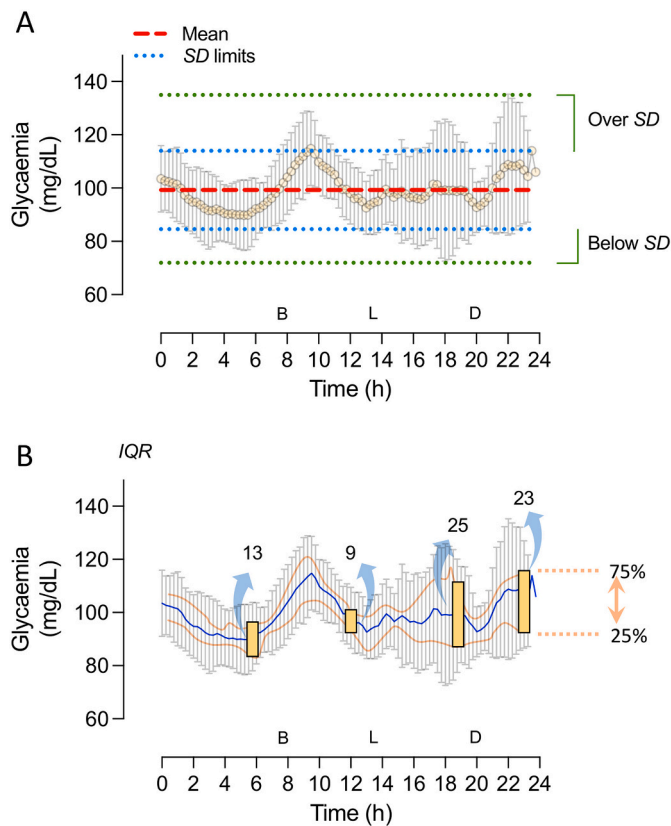 A
Mean
SD limits
Glycaemia
(mg/dL)
140
120
100
80
60
Over SD
Below SD
B L D
0 2 4 6 8 10 12 14 16 18 20 22 24
Time (h)
B
IQR
Glycaemia
(mg/dL)
140
120
100
80
60
13
9
25
23
75%
25%
B L D
0 2 4 6 8 10 12 14 16 18 20 22 24
Time (h)